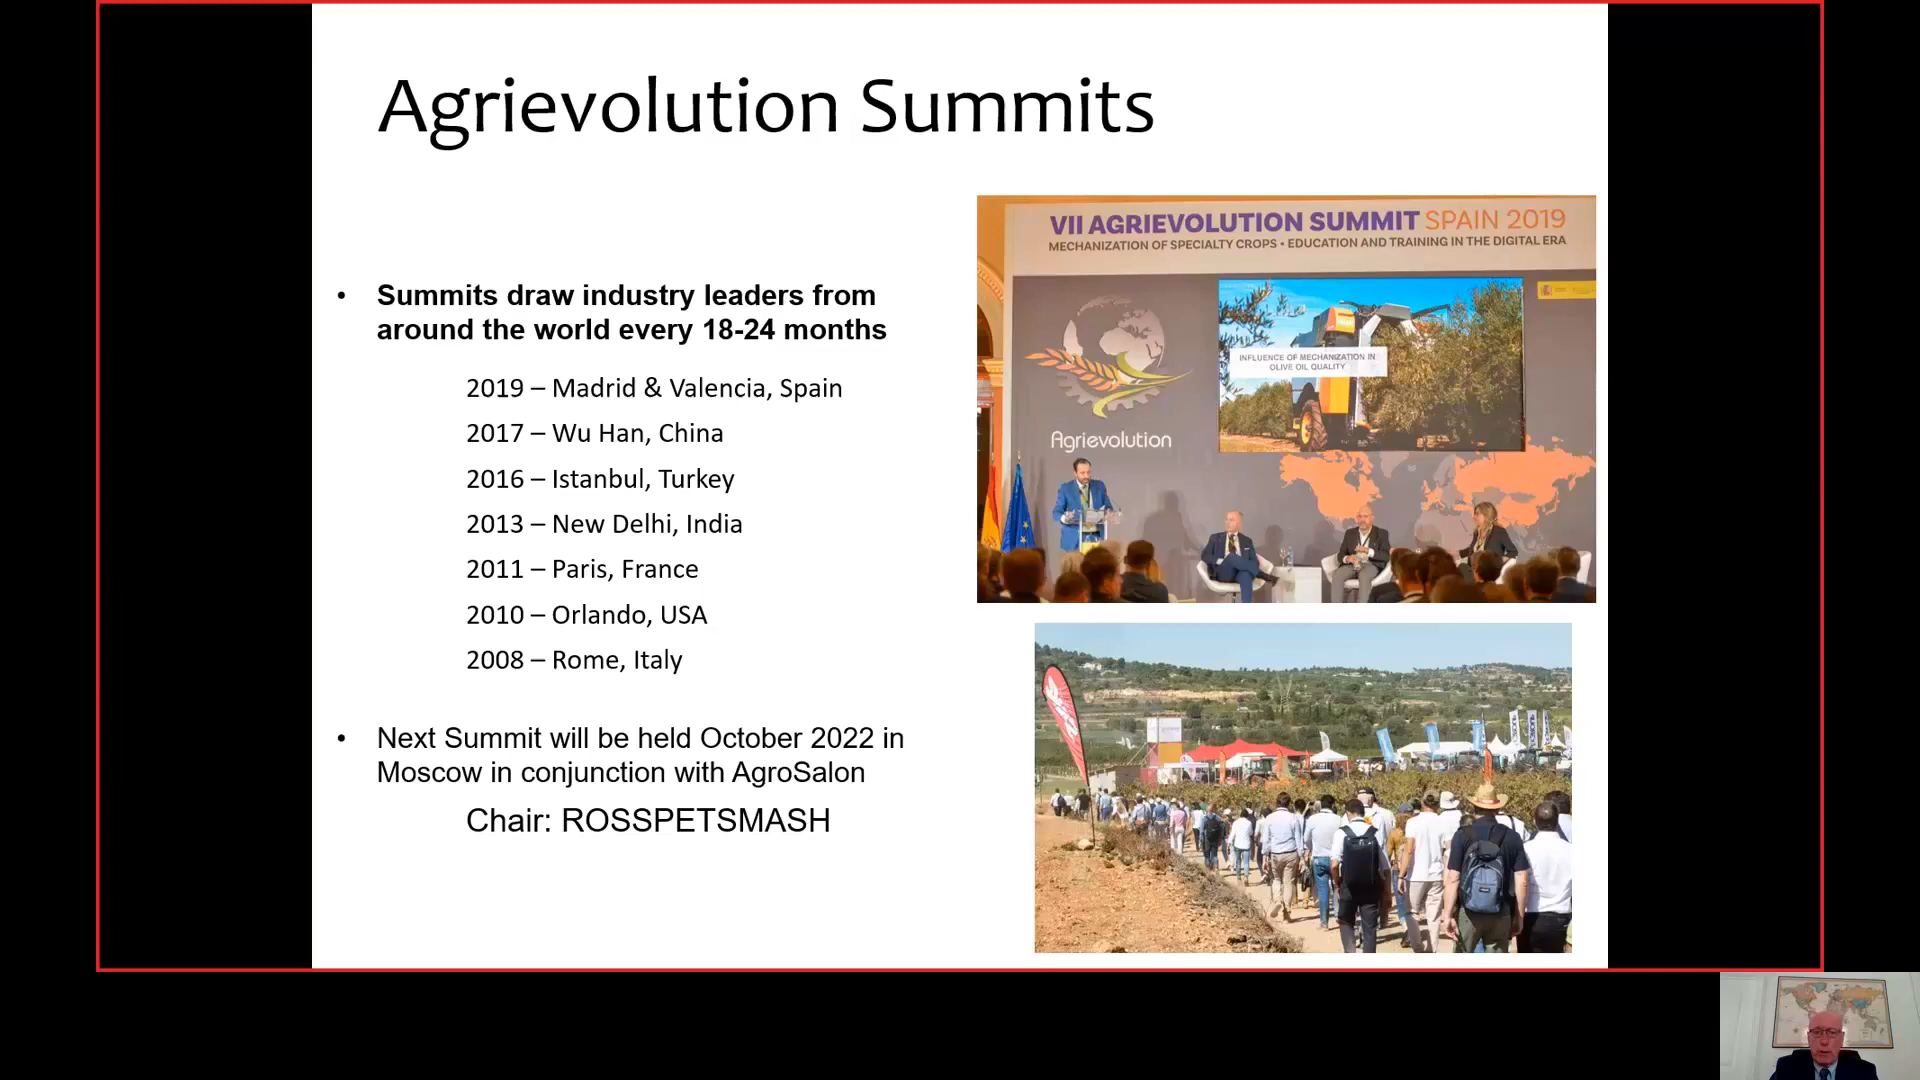 Agrievolution Summits
• Summits draw industry leaders from
around the world every 18-24 months
2019 – Madrid & Valencia, Spain
2017 – Wu Han, China
2016 – Istanbul, Turkey
2013 – New Delhi, India
2011 – Paris, France
2010 – Orlando, USA
2008 – Rome, Italy
• Next Summit will be held October 2022 in
Moscow in conjunction with AgroSalon
Chair: ROSSPETSMASH
VII AGRIEVOLUTION SUMMIT SPAIN 2019
MECHANIZATION OF SPECIALTY CROPS • EDUCATION AND TRAINING IN THE DIGITAL ERA
INFLUENCE OF MECHANIZATION IN
OLIVE OIL QUALITY
Agrievolution